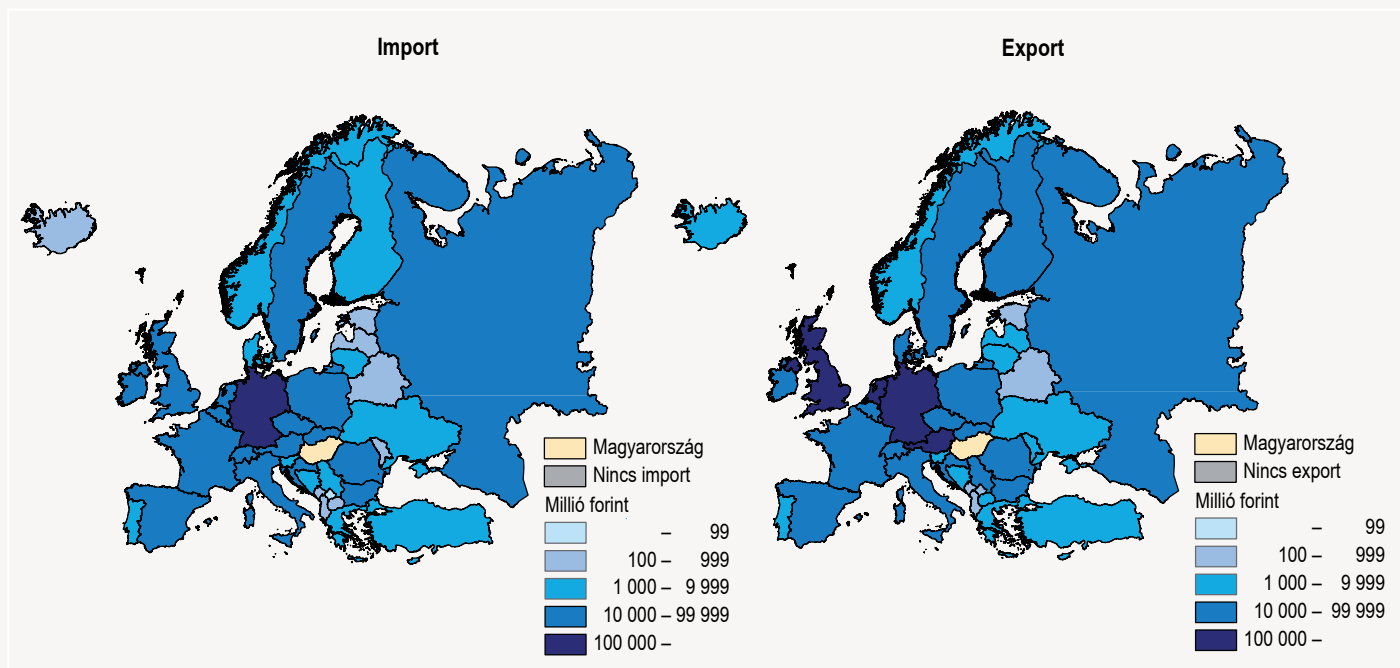 Import
Magyarország
Nincs import
Millió forint
– 99
100 – 999
1 000 – 9 999
10 000 – 99 999
100 000 –
Export
Magyarország
Nincs export
Millió forint
– 99
100 – 999
1 000 – 9 999
10 000 – 99 999
100 000 –